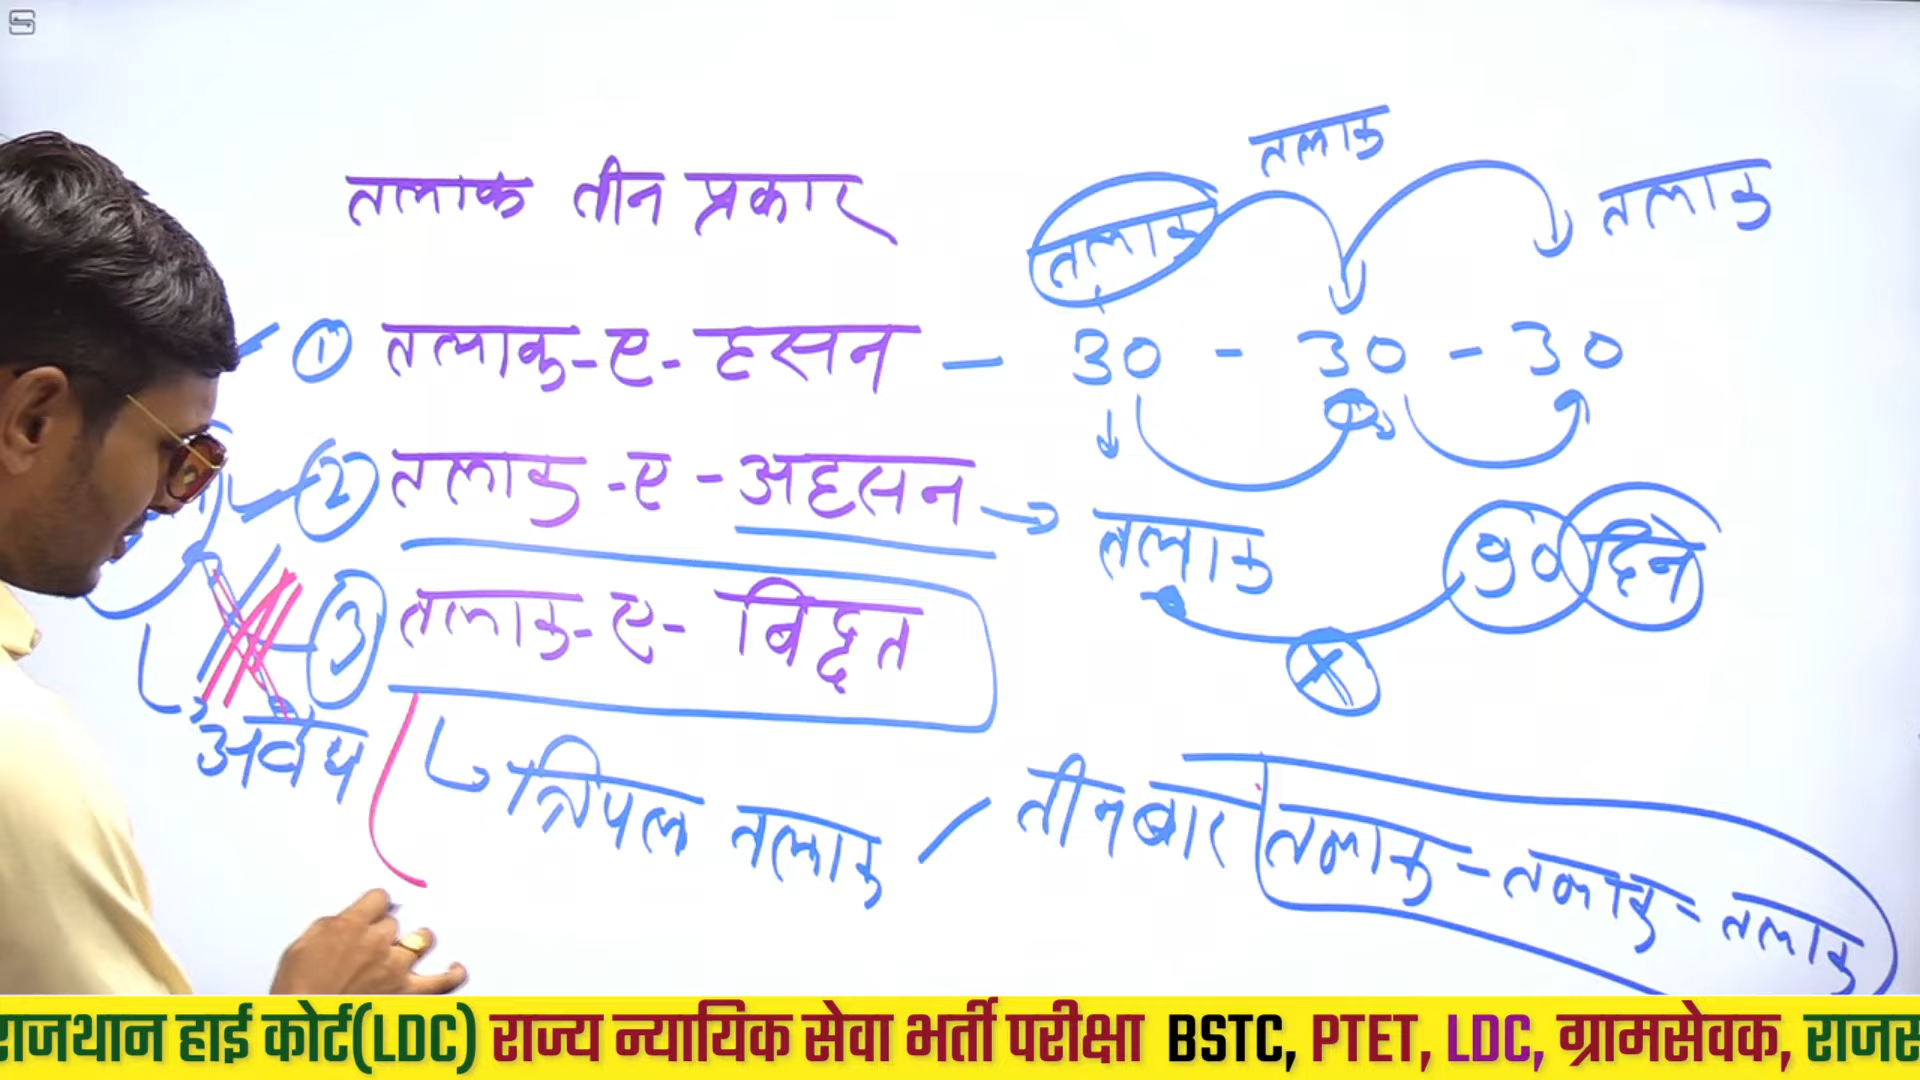 तलाक
तलाक तीन प्रकार
तलाक
तलाक
① तलाक-ए-हसन - 30 - 30 - 30
② तलाक-ए-अहसन → तलाक 90 दिन
③ तलाक-ए-बिद्दत
अवैध
त्रिपल तलाक / तीनबार तलाक-तलाक-तलाक
राजथान हाई कोर्ट(LDC) राज्य न्यायिक सेवा भर्ती परीक्षा BSTC, PTET, LDC, ग्रामसेवक, राजस